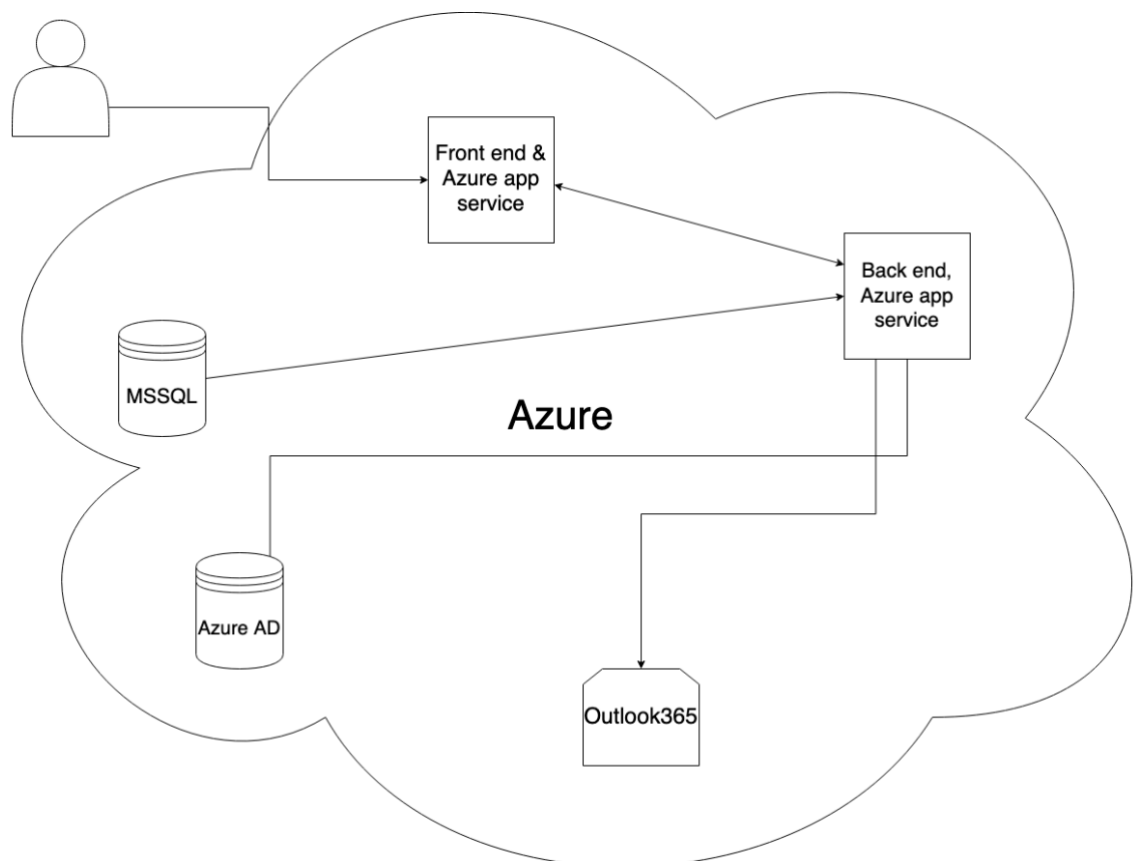 Front end &
Azure app
service
Back end,
Azure app
service
MSSQL
Azure
Azure AD
Outlook365